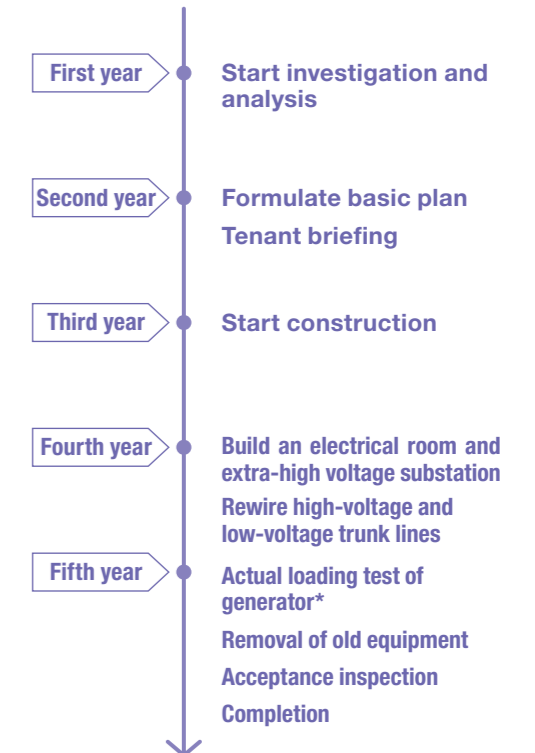 First year
Start investigation and
analysis
Second year
Formulate basic plan
Tenant briefing
Third year
Start construction
Fourth year
Build an electrical room and
extra-high voltage substation
Rewire high-voltage and
low-voltage trunk lines
Fifth year
Actual loading test of
generator*
Removal of old equipment
Acceptance inspection
Completion